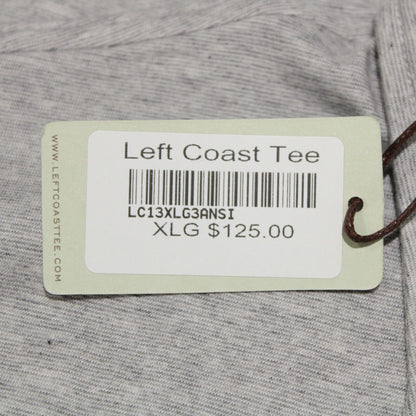 WWW.LEFTCOASTTEE.COM
Left Coast Tee
LC13XLG3ANSI
XLG $125.00